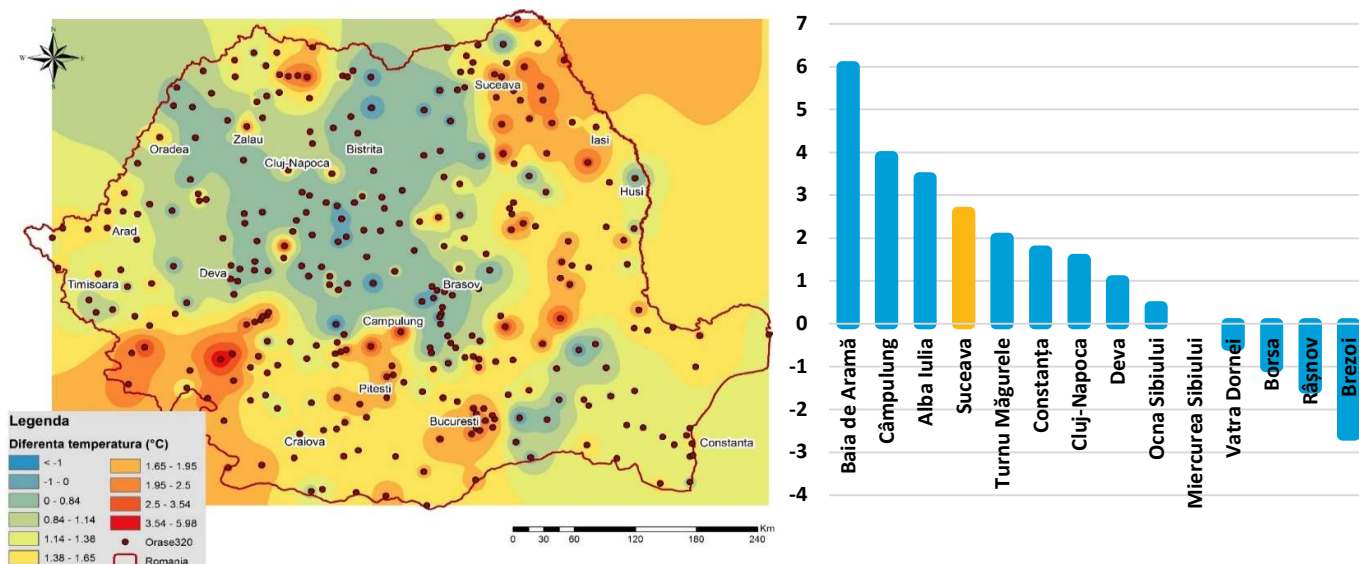 N
W
E
S
Suceava
Iasi
Oradea
Zalau
Cluj-Napoca
Bistrita
Husi
Arad
Timisoara
Deva
Brasov
Campulung
Pitesti
Bucuresti
Craiova
Constanta
Legenda
Diferenta temperatura (°C)
< -1
-1 - 0
0 - 0.84
0.84 - 1.14
1.14 - 1.38
1.38 - 1.65
1.65 - 1.95
1.95 - 2.5
2.5 - 3.54
3.54 - 5.98
Orase320
Romania
Km
0 30 60 120 180 240
7
6
5
4
3
2
1
0
-1
-2
-3
-4
Baia de Aramă
Câmpulung
Alba Iulia
Suceava
Turnu Măgurele
Constanța
Cluj-Napoca
Deva
Ocna Sibiului
Miercurea Sibiului
Vatra Dornei
Borsa
Râșnov
Brezoi